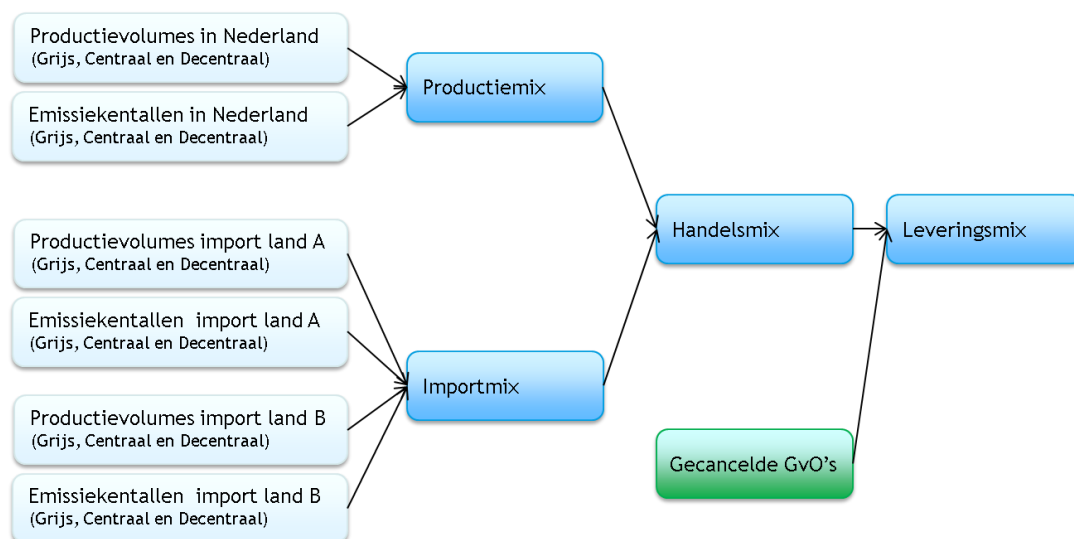 Productievolumes in Nederland
(Grijs, Centraal en Decentraal)
Emissiekentallen in Nederland
(Grijs, Centraal en Decentraal)
Productiemix
Productievolumes import land A
(Grijs, Centraal en Decentraal)
Emissiekentallen import land A
(Grijs, Centraal en Decentraal)
Productievolumes import land B
(Grijs, Centraal en Decentraal)
Emissiekentallen import land B
(Grijs, Centraal en Decentraal)
Importmix
Handelsmix
Leveringsmix
Gecancelde GvO's